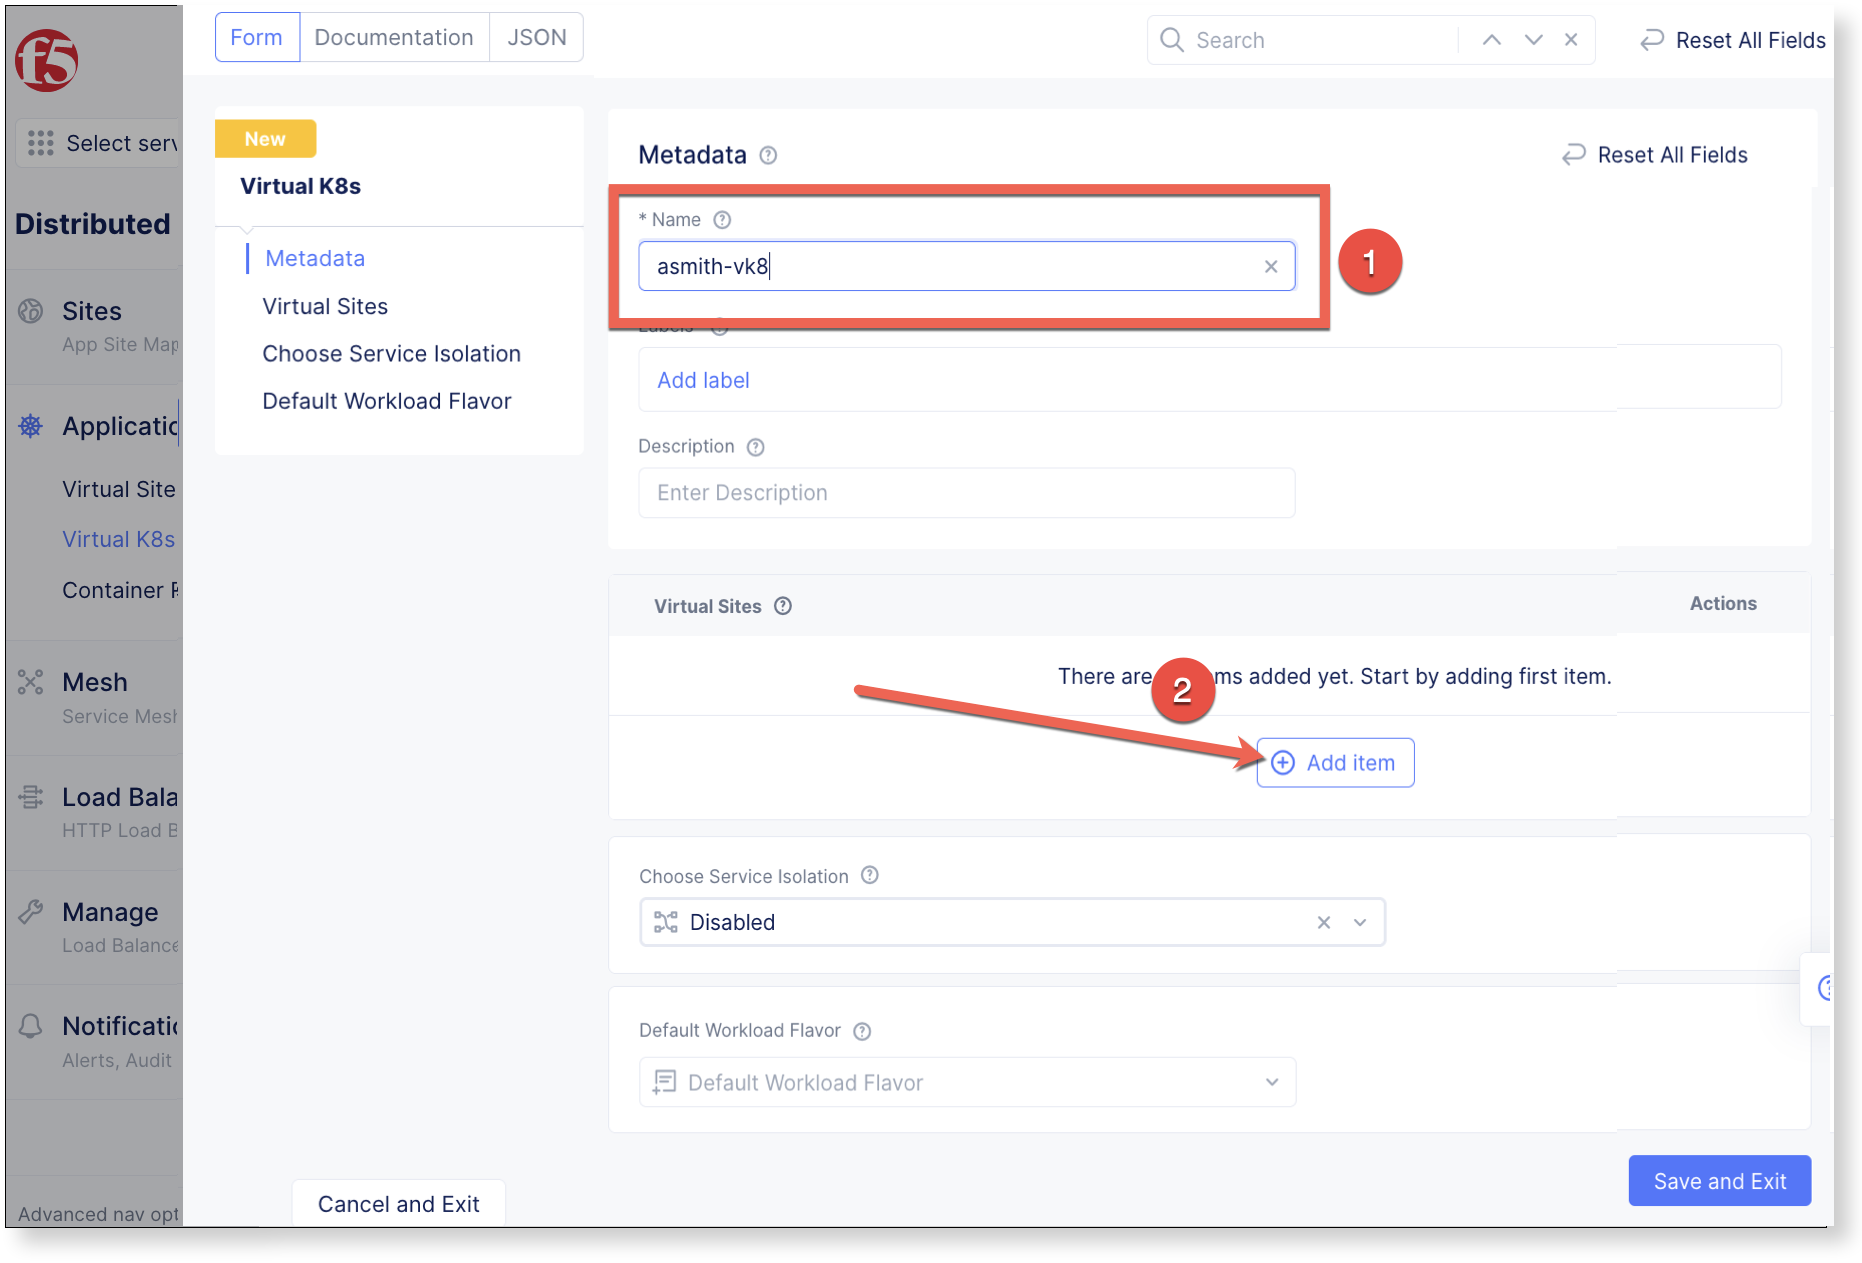 Form
Documentation
JSON
Search
Reset All Fields
f5
Select serv
Distributed
Sites
App Site Map
Applicatio
Virtual Site
Virtual K8s
Container
Mesh
Service Mesh
Load Bala
HTTP Load B
Manage
Load Balance
Notificatio
Alerts, Audit
Advanced nav opt
New
Virtual K8s
Metadata
Virtual Sites
Choose Service Isolation
Default Workload Flavor
Metadata
Reset All Fields
* Name
asmith-vk8
1
Labels
Add label
Description
Enter Description
Virtual Sites
Actions
There are ms added yet. Start by adding first item.
2
Add item
Choose Service Isolation
Disabled
Default Workload Flavor
Default Workload Flavor
Cancel and Exit
Save and Exit